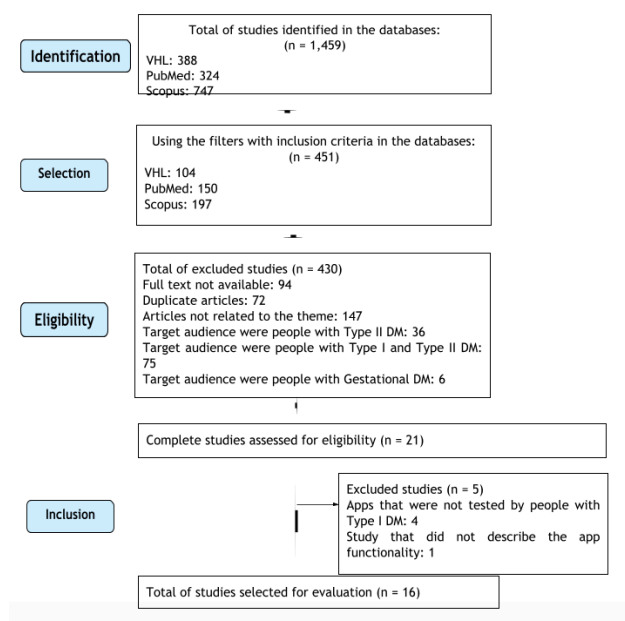 Identification
Total of studies identified in the databases:
(n = 1,459)
VHL: 388
PubMed: 324
Scopus: 747
Selection
Using the filters with inclusion criteria in the databases:
(n = 451)
VHL: 104
PubMed: 150
Scopus: 197
Eligibility
Total of excluded studies (n = 430)
Full text not available: 94
Duplicate articles: 72
Articles not related to the theme: 147
Target audience were people with Type II DM: 36
Target audience were people with Type I and Type II DM:
75
Target audience were people with Gestational DM: 6
Complete studies assessed for eligibility (n = 21)
Inclusion
Excluded studies (n = 5)
Apps that were not tested by people with
Type I DM: 4
Study that did not describe the app
functionality: 1
Total of studies selected for evaluation (n = 16)